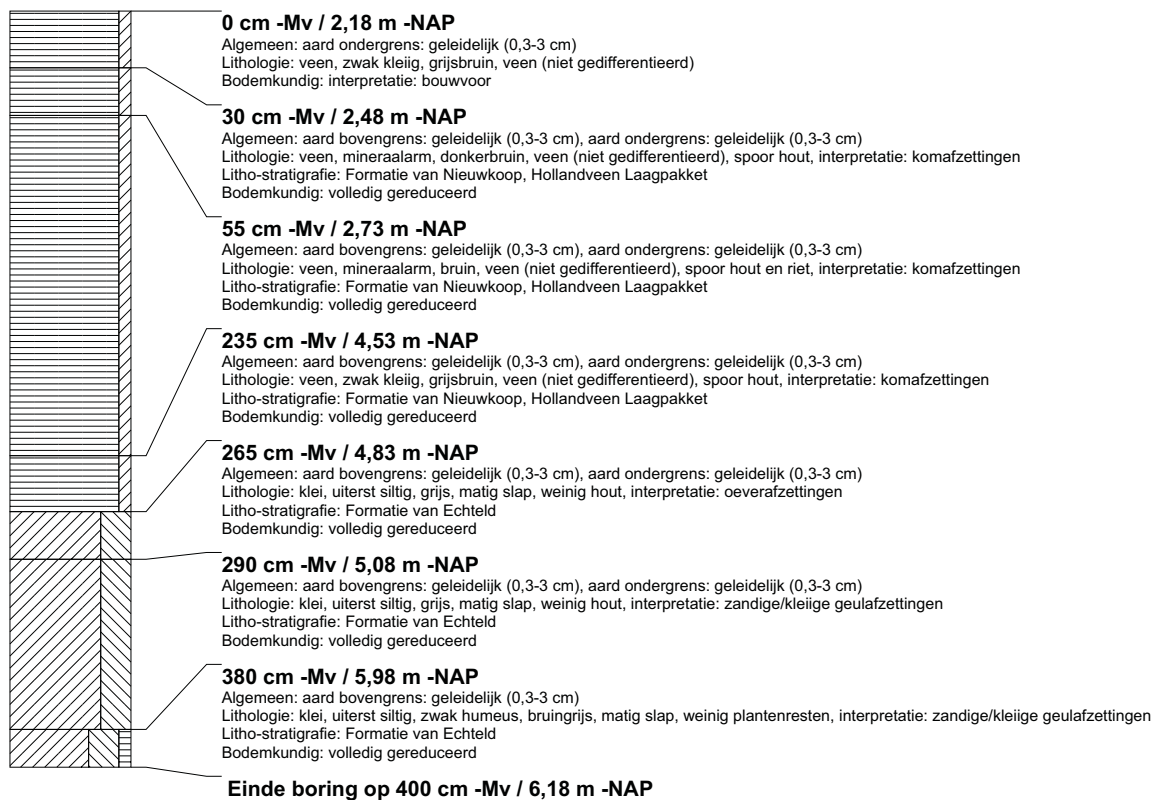 0 cm -Mv / 2,18 m -NAP
Algemeen: aard ondergrens: geleidelijk (0,3-3 cm)
Lithologie: veen, zwak kleiig, grijsbruin, veen (niet gedifferentieerd)
Bodemkundig: interpretatie: bouwvoor
30 cm -Mv / 2,48 m -NAP
Algemeen: aard bovengrens: geleidelijk (0,3-3 cm), aard ondergrens: geleidelijk (0,3-3 cm)
Lithologie: veen, mineraalarm, donkerbruin, veen (niet gedifferentieerd), spoor hout, interpretatie: komafzettingen
Litho-stratigrafie: Formatie van Nieuwkoop, Hollandveen Laagpakket
Bodemkundig: volledig gereduceerd
55 cm -Mv / 2,73 m -NAP
Algemeen: aard bovengrens: geleidelijk (0,3-3 cm), aard ondergrens: geleidelijk (0,3-3 cm)
Lithologie: veen, mineraalarm, bruin, veen (niet gedifferentieerd), spoor hout en riet, interpretatie: komafzettingen
Litho-stratigrafie: Formatie van Nieuwkoop, Hollandveen Laagpakket
Bodemkundig: volledig gereduceerd
235 cm -Mv / 4,53 m -NAP
Algemeen: aard bovengrens: geleidelijk (0,3-3 cm), aard ondergrens: geleidelijk (0,3-3 cm)
Lithologie: veen, zwak kleiig, grijsbruin, veen (niet gedifferentieerd), spoor hout, interpretatie: komafzettingen
Litho-stratigrafie: Formatie van Nieuwkoop, Hollandveen Laagpakket
Bodemkundig: volledig gereduceerd
265 cm -Mv / 4,83 m -NAP
Algemeen: aard bovengrens: geleidelijk (0,3-3 cm), aard ondergrens: geleidelijk (0,3-3 cm)
Lithologie: klei, uiterst siltig, grijs, matig slap, weinig hout, interpretatie: oeverafzettingen
Litho-stratigrafie: Formatie van Echteld
Bodemkundig: volledig gereduceerd
290 cm -Mv / 5,08 m -NAP
Algemeen: aard bovengrens: geleidelijk (0,3-3 cm), aard ondergrens: geleidelijk (0,3-3 cm)
Lithologie: klei, uiterst siltig, grijs, matig slap, weinig hout, interpretatie: zandige/kleiige geulafzettingen
Litho-stratigrafie: Formatie van Echteld
Bodemkundig: volledig gereduceerd
380 cm -Mv / 5,98 m -NAP
Algemeen: aard bovengrens: geleidelijk (0,3-3 cm)
Lithologie: klei, uiterst siltig, zwak humeus, bruingrijs, matig slap, weinig plantenresten, interpretatie: zandige/kleiige geulafzettingen
Litho-stratigrafie: Formatie van Echteld
Bodemkundig: volledig gereduceerd
Einde boring op 400 cm -Mv / 6,18 m -NAP